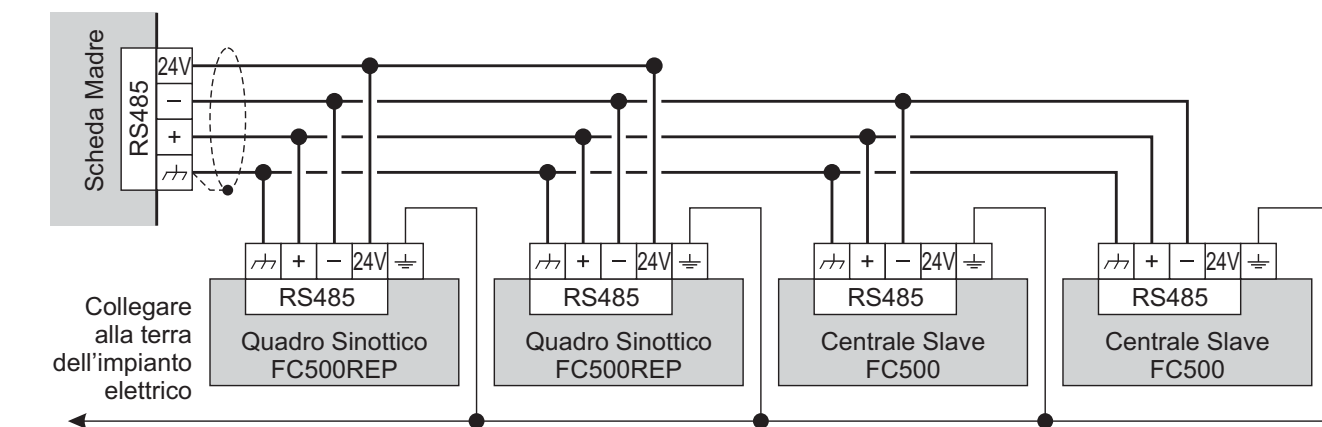 Scheda Madre
RS485
24V
–
+
+ – 24V
RS485
Quadro Sinottico
FC500REP
+ – 24V
RS485
Quadro Sinottico
FC500REP
+ – 24V
RS485
Centrale Slave
FC500
+ – 24V
RS485
Centrale Slave
FC500
Collegare
alla terra
dell'impianto
elettrico